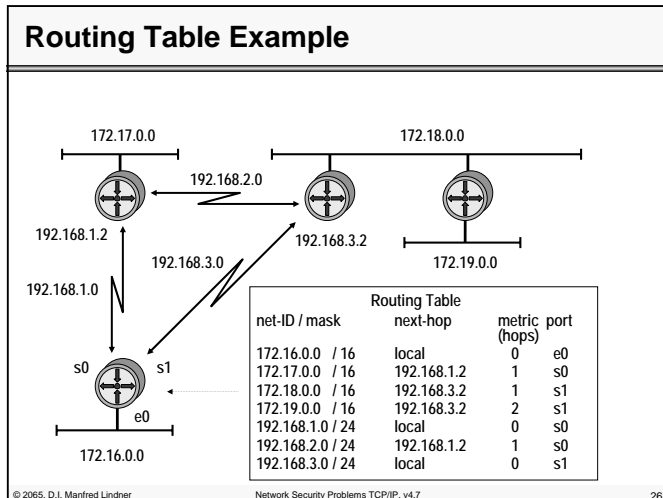 Routing Table Example
172.17.0.0
172.18.0.0
192.168.2.0
192.168.1.2
192.168.3.0
192.168.3.2
172.19.0.0
192.168.1.0
s0
s1
e0
172.16.0.0
Routing Table
net-ID / mask next-hop metric port
(hops)
172.16.0.0 / 16 local 0 e0
172.17.0.0 / 16 192.168.1.2 1 s0
172.18.0.0 / 16 192.168.3.2 1 s1
172.19.0.0 / 16 192.168.3.2 2 s1
192.168.1.0 / 24 local 0 s0
192.168.2.0 / 24 192.168.1.2 1 s0
192.168.3.0 / 24 local 0 s1
© 2065, D.I. Manfred Lindner Network Security Problems TCP/IP, v4.7 26